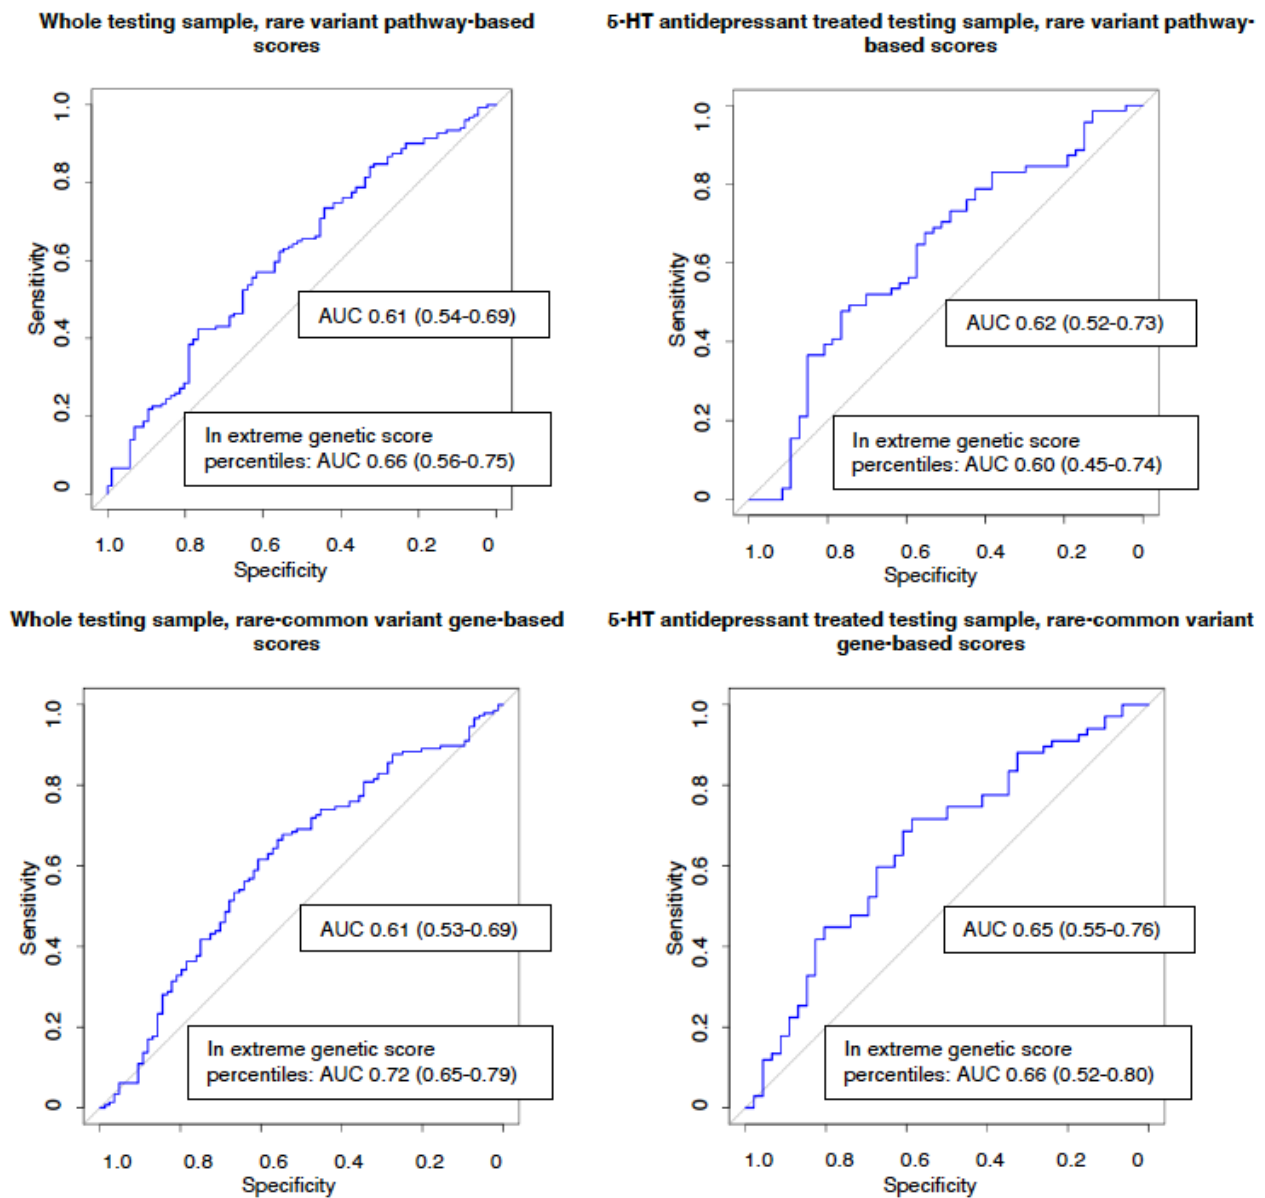 Whole testing sample, rare variant pathway-based
scores
1.0
0.8
0.6
0.4
0.2
0
Sensitivity
AUC 0.61 (0.54-0.69)
In extreme genetic score
percentiles: AUC 0.66 (0.56-0.75)
1.0 0.8 0.6 0.4 0.2 0
Specificity
5-HT antidepressant treated testing sample, rare variant pathway-
based scores
1.0
0.8
0.6
0.4
0.2
0
Sensitivity
AUC 0.62 (0.52-0.73)
In extreme genetic score
percentiles: AUC 0.60 (0.45-0.74)
1.0 0.8 0.6 0.4 0.2 0
Specificity
Whole testing sample, rare-common variant gene-based
scores
1.0
0.8
0.6
0.4
0.2
0
Sensitivity
AUC 0.61 (0.53-0.69)
In extreme genetic score
percentiles: AUC 0.72 (0.65-0.79)
1.0 0.8 0.6 0.4 0.2 0
Specificity
5-HT antidepressant treated testing sample, rare-common variant
gene-based scores
1.0
0.8
0.6
0.4
0.2
0
Sensitivity
AUC 0.65 (0.55-0.76)
In extreme genetic score
percentiles: AUC 0.66 (0.52-0.80)
1.0 0.8 0.6 0.4 0.2 0
Specificity